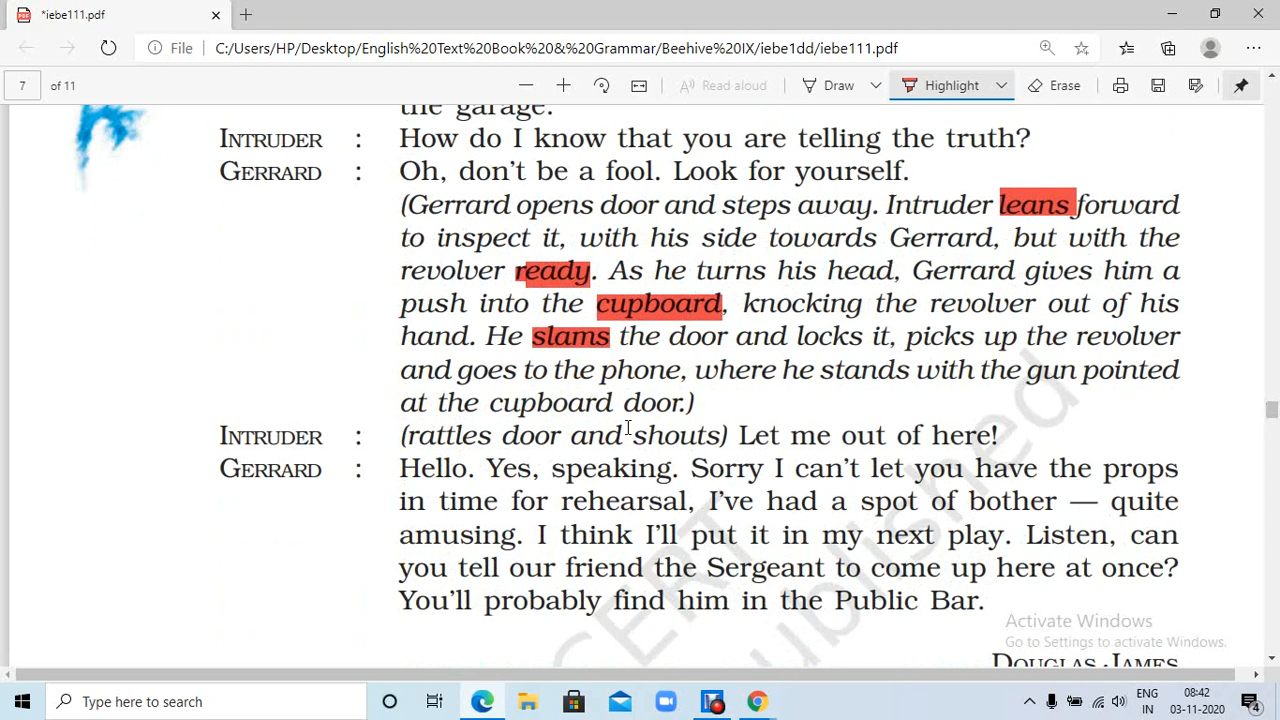 *iebe111.pdf
File C:/Users/HP/Desktop/English%20Text%20Book%20&%20Grammar/Beehive%20IX/iebe1dd/iebe111.pdf
7 of 11 Read aloud Draw Highlight Erase
the garage.
INTRUDER : How do I know that you are telling the truth?
GERRARD : Oh, don't be a fool. Look for yourself.
(Gerrard opens door and steps away. Intruder leans forward
to inspect it, with his side towards Gerrard, but with the
revolver ready. As he turns his head, Gerrard gives him a
push into the cupboard, knocking the revolver out of his
hand. He slams the door and locks it, picks up the revolver
and goes to the phone, where he stands with the gun pointed
at the cupboard door.)
INTRUDER : (rattles door and shouts) Let me out of here!
GERRARD : Hello. Yes, speaking. Sorry I can't let you have the props
in time for rehearsal, I've had a spot of bother — quite
amusing. I think I'll put it in my next play. Listen, can
you tell our friend the Sergeant to come up here at once?
You'll probably find him in the Public Bar.
DOUGLAS JAMES
NCERT
published
Activate Windows
Go to Settings to activate Windows.
Type here to search
ENG
IN
08:42
03-11-2020
4